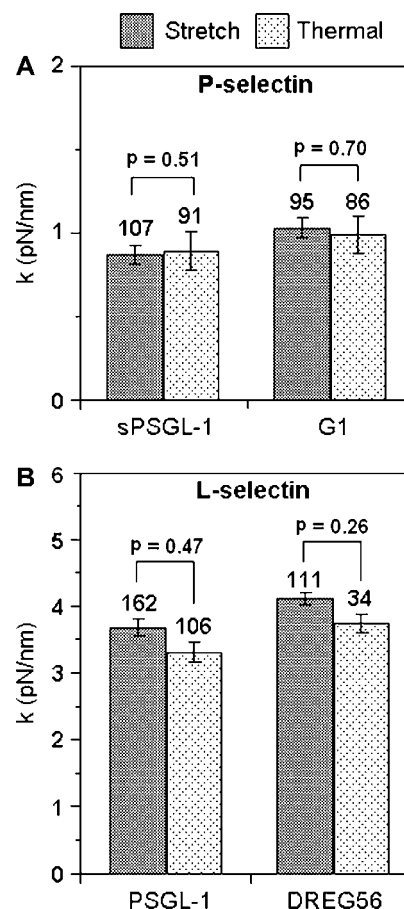 Stretch Thermal
A
P-selectin
2
p = 0.51
p = 0.70
107
91
95
86
1
k (pN/nm)
0
sPSGL-1
G1
B
L-selectin
6
p = 0.47
p = 0.26
5
162
106
111
34
4
k (pN/nm)
3
2
1
0
PSGL-1
DREG56